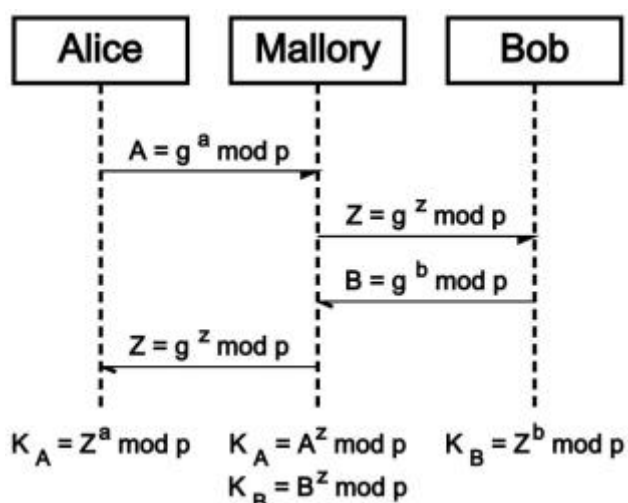 Alice Mallory Bob
A = g^a mod p
Z = g^z mod p
B = g^b mod p
Z = g^z mod p
K_A = Z^a mod p K_A = A^z mod p K_B = Z^b mod p
K_B = B^z mod p